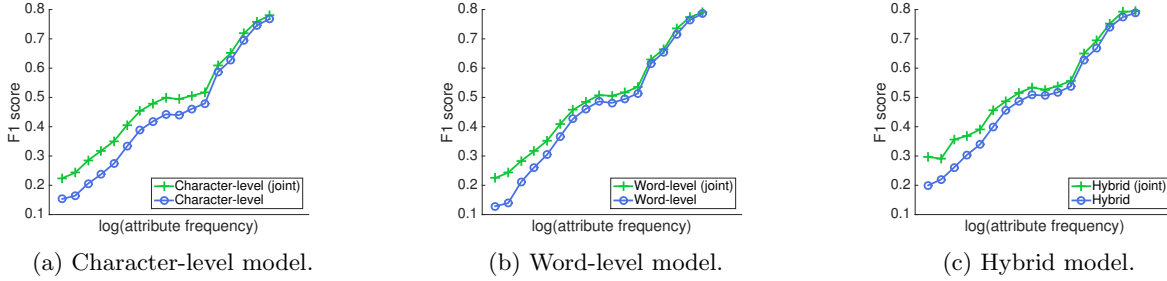 0.8
0.7
0.6
0.5
0.4
0.3
0.2
0.1
F1 score
Character-level (joint)
Character-level
log(attribute frequency)
(a) Character-level model.
0.8
0.7
0.6
0.5
0.4
0.3
0.2
0.1
F1 score
Word-level (joint)
Word-level
log(attribute frequency)
(b) Word-level model.
0.8
0.7
0.6
0.5
0.4
0.3
0.2
0.1
F1 score
Hybrid (joint)
Hybrid
log(attribute frequency)
(c) Hybrid model.